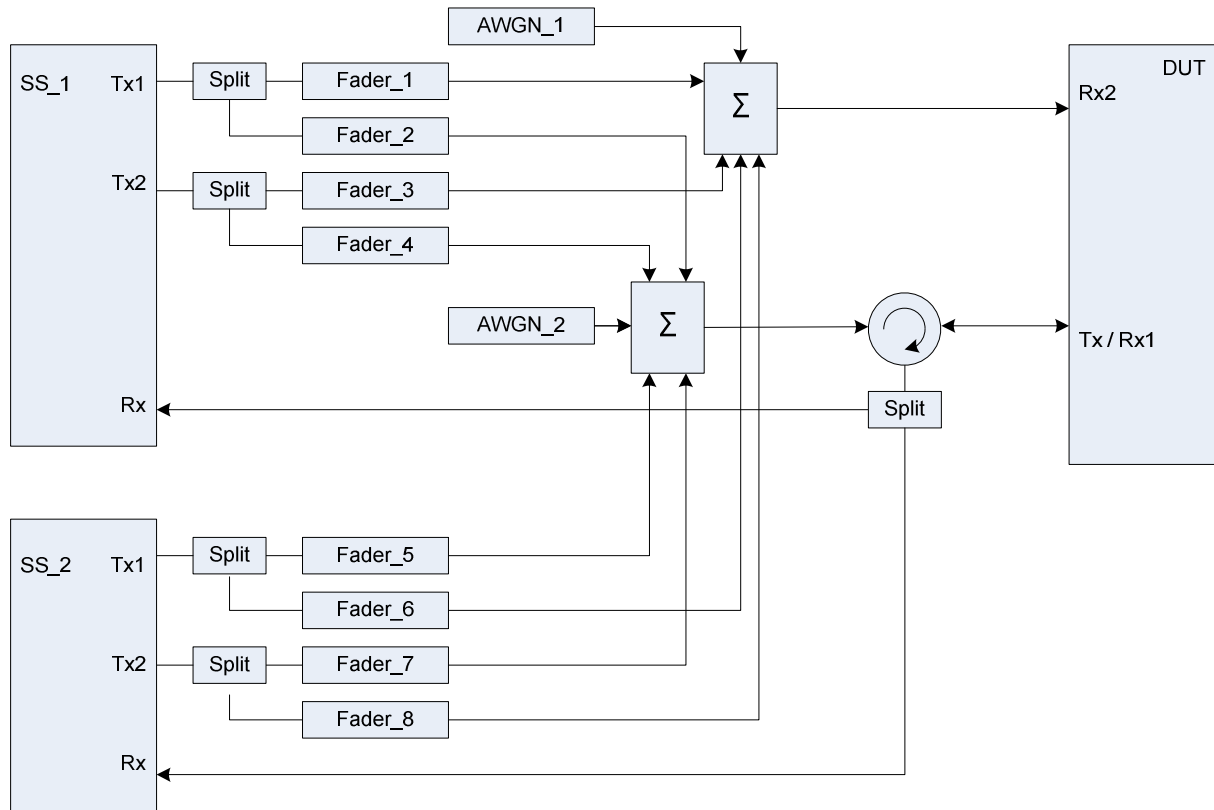 AWGN_1
SS_1
Tx1
Split
Fader_1
Σ
DUT
Rx2
Fader_2
Tx2
Split
Fader_3
Fader_4
AWGN_2
Σ
Tx / Rx1
Rx
Split
SS_2
Tx1
Split
Fader_5
Fader_6
Tx2
Split
Fader_7
Fader_8
Rx